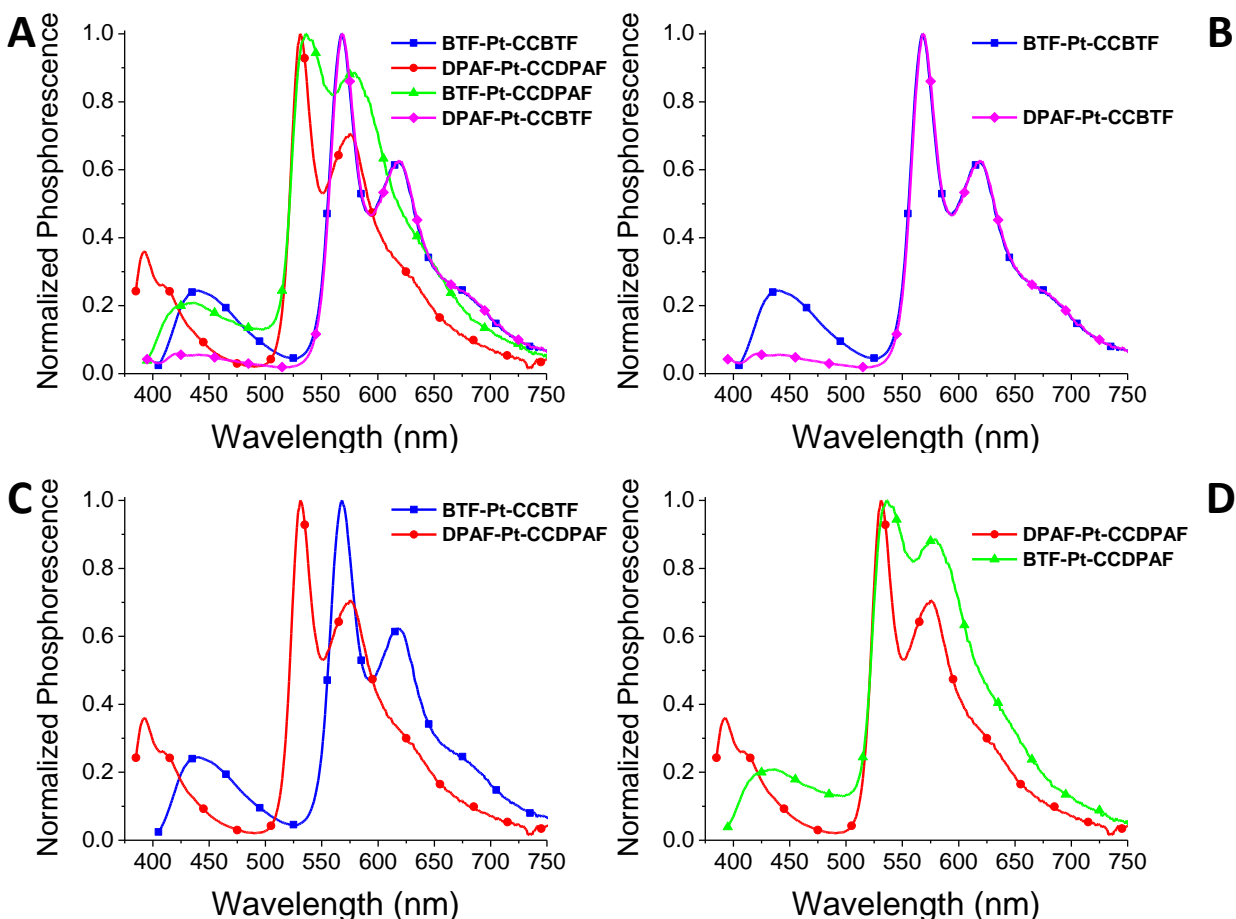 A
Normalized Phosphorescence
1.0
0.8
0.6
0.4
0.2
0.0
BTF-Pt-CCBTF
DPAF-Pt-CCDPAF
BTF-Pt-CCDPAF
DPAF-Pt-CCBTF
400 450 500 550 600 650 700 750
Wavelength (nm)
B
Normalized Phosphorescence
1.0
0.8
0.6
0.4
0.2
0.0
BTF-Pt-CCBTF
DPAF-Pt-CCBTF
400 450 500 550 600 650 700 750
Wavelength (nm)
C
Normalized Phosphorescence
1.0
0.8
0.6
0.4
0.2
0.0
BTF-Pt-CCBTF
DPAF-Pt-CCDPAF
400 450 500 550 600 650 700 750
Wavelength (nm)
D
Normalized Phosphorescence
1.0
0.8
0.6
0.4
0.2
0.0
DPAF-Pt-CCDPAF
BTF-Pt-CCDPAF
400 450 500 550 600 650 700 750
Wavelength (nm)